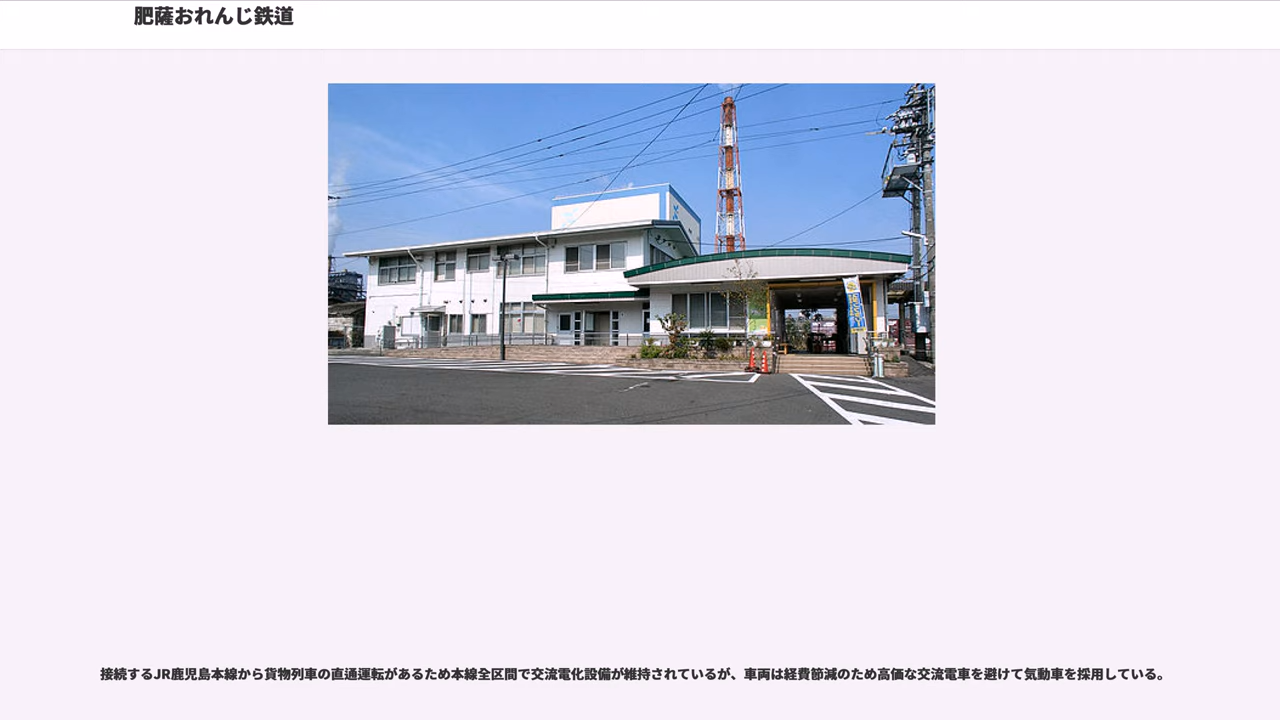 肥薩おれんじ鉄道
接続するJR鹿児島本線から貨物列車の直通運転があるため本線全区間で交流電化設備が維持されているが、車両は経費節減のため高価な交流電車を避けて気動車を採用している。